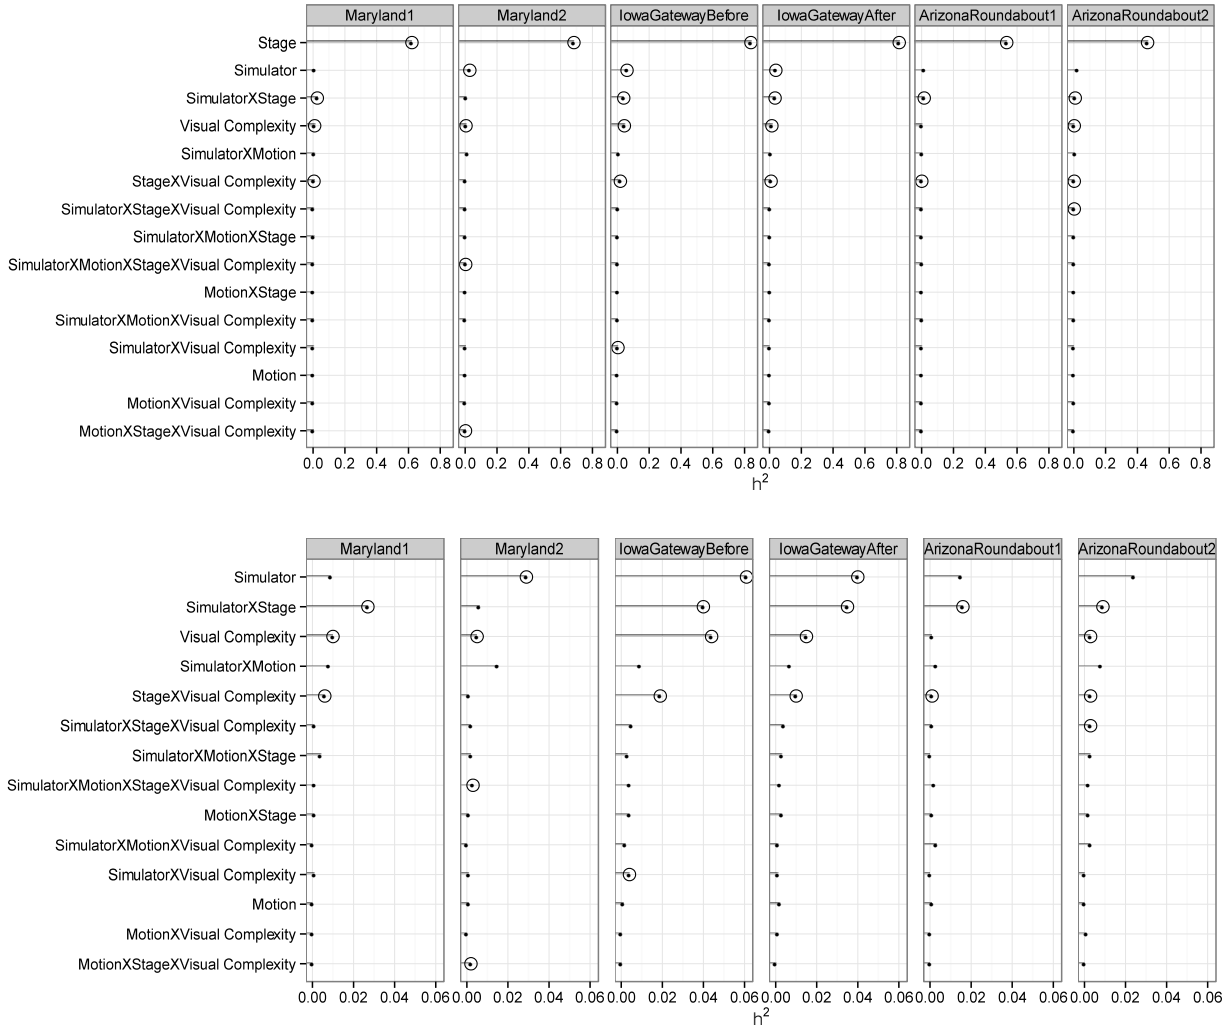 Maryland1 Maryland2 IowaGatewayBefore IowaGatewayAfter ArizonaRoundabout1 ArizonaRoundabout2
Stage
Simulator
SimulatorXStage
Visual Complexity
SimulatorXMotion
StageXVisual Complexity
SimulatorXStageXVisual Complexity
SimulatorXMotionXStage
SimulatorXMotionXStageXVisual Complexity
MotionXStage
SimulatorXMotionXVisual Complexity
SimulatorXVisual Complexity
Motion
MotionXVisual Complexity
MotionXStageXVisual Complexity
0.0 0.2 0.4 0.6 0.8 0.0 0.2 0.4 0.6 0.8 0.0 0.2 0.4 0.6 0.8 0.0 0.2 0.4 0.6 0.8 0.0 0.2 0.4 0.6 0.8 0.0 0.2 0.4 0.6 0.8
h²
Maryland1 Maryland2 IowaGatewayBefore IowaGatewayAfter ArizonaRoundabout1 ArizonaRoundabout2
Simulator
SimulatorXStage
Visual Complexity
SimulatorXMotion
StageXVisual Complexity
SimulatorXStageXVisual Complexity
SimulatorXMotionXStage
SimulatorXMotionXStageXVisual Complexity
MotionXStage
SimulatorXMotionXVisual Complexity
SimulatorXVisual Complexity
Motion
MotionXVisual Complexity
MotionXStageXVisual Complexity
0.00 0.02 0.04 0.06 0.00 0.02 0.04 0.06 0.00 0.02 0.04 0.06 0.00 0.02 0.04 0.06 0.00 0.02 0.04 0.06 0.00 0.02 0.04 0.06
h²